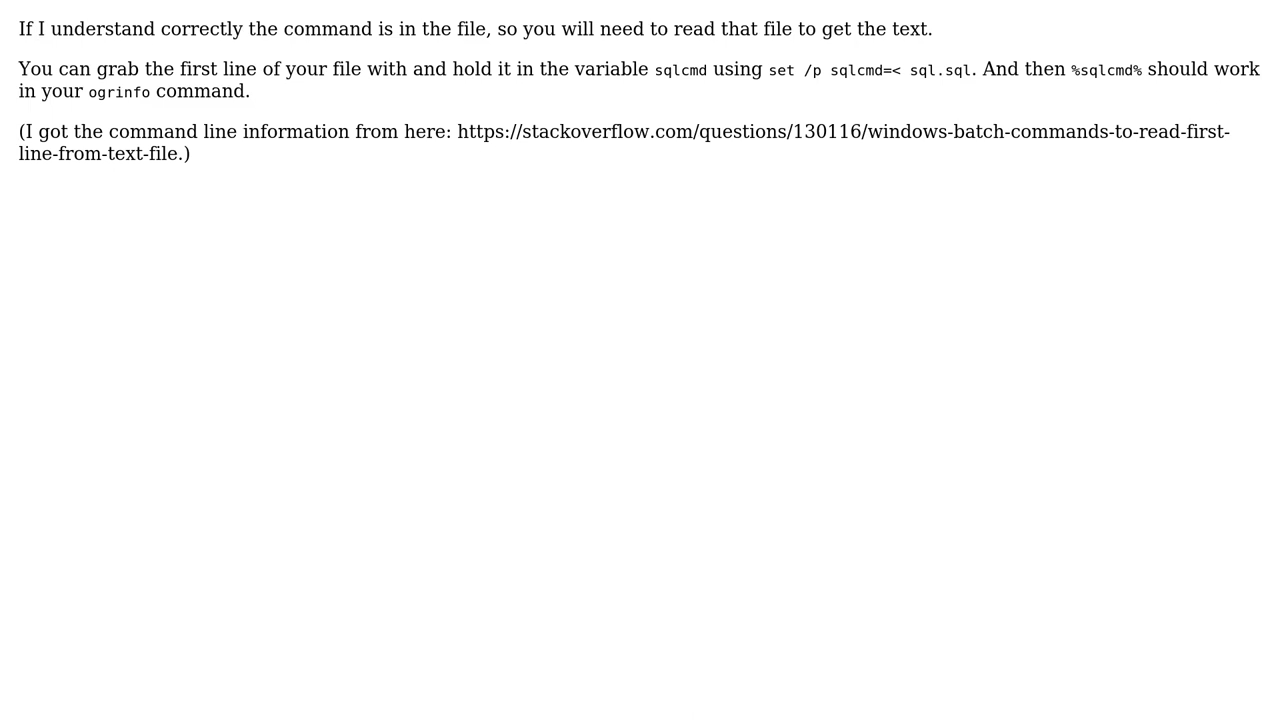 If I understand correctly the command is in the file, so you will need to read that file to get the text.
You can grab the first line of your file with and hold it in the variable sqlcmd using set /p sqlcmd=< sql.sql. And then %sqlcmd% should work
in your ogrinfo command.
(I got the command line information from here: https://stackoverflow.com/questions/130116/windows-batch-commands-to-read-first-
line-from-text-file.)